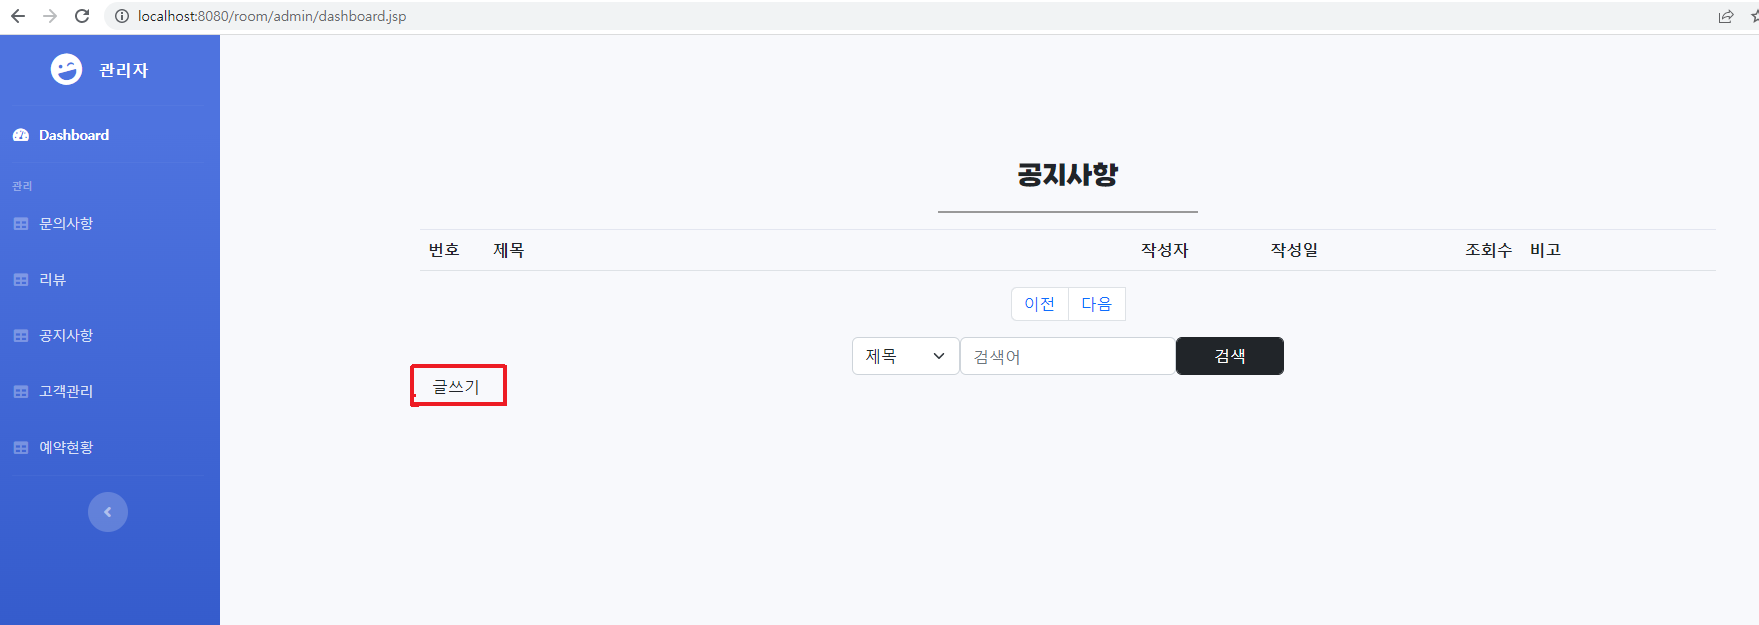 localhost:8080/room/admin/dashboard.jsp
관리자
Dashboard
관리
문의사항
리뷰
공지사항
고객관리
예약현황
공지사항
번호 제목 작성자 작성일 조회수 비고
이전 다음
제목 검색어 검색
글쓰기